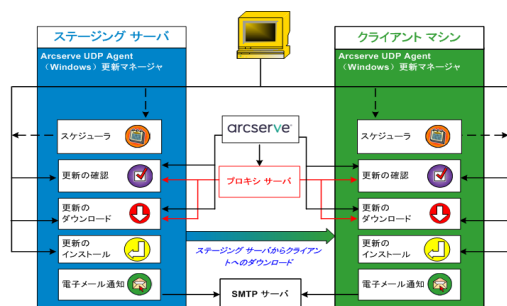 ステージング サーバ
Arcserve UDP Agent
（Windows）更新マネージャ
スケジューラ
更新の確認
更新の
ダウンロード
更新の
インストール
電子メール通知
arcserve
プロキシ サーバ
ステージング サーバからクライアン
トへのダウンロード
SMTP サーバ
クライアント マシン
Arcserve UDP Agent
（Windows）更新マネージャ
スケジューラ
更新の確認
更新の
ダウンロード
更新の
インストール
電子メール通知